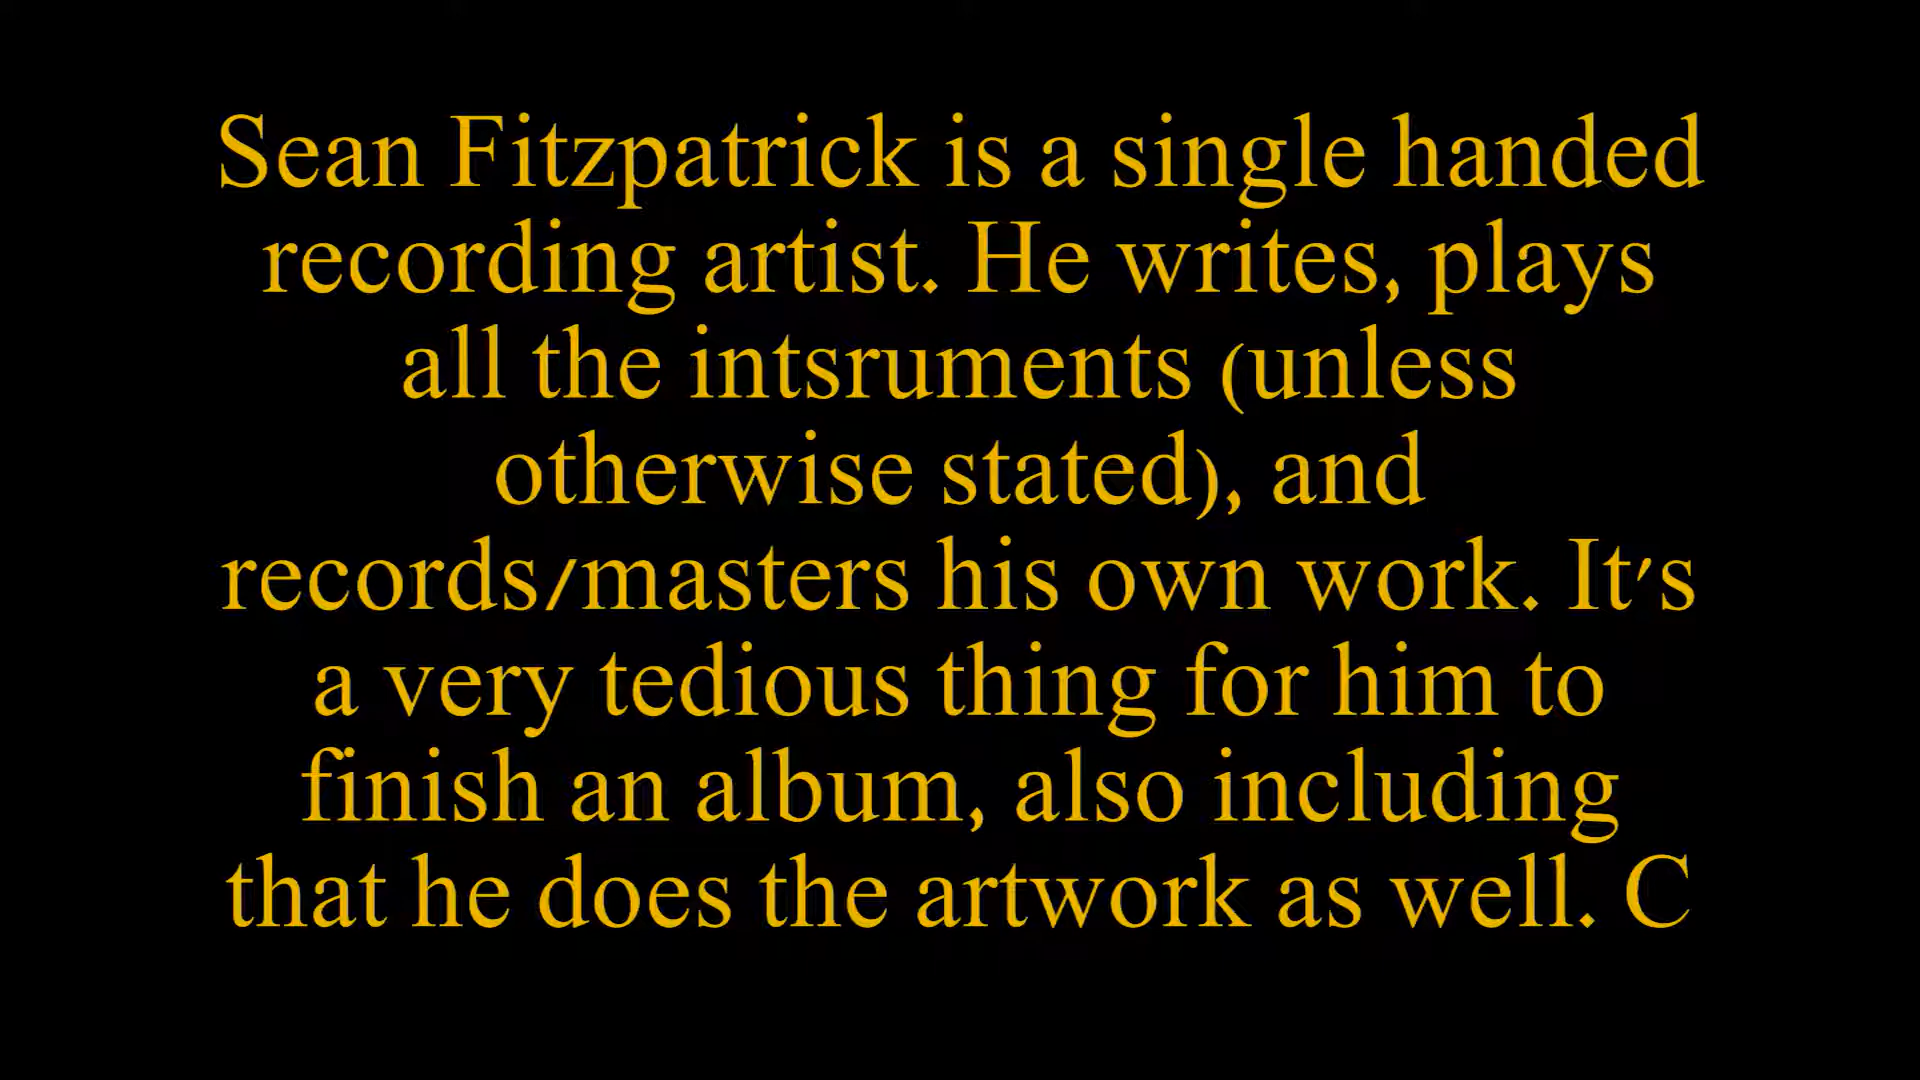 Sean Fitzpatrick is a single handed
recording artist. He writes, plays
all the intsruments (unless
otherwise stated), and
records/masters his own work. It's
a very tedious thing for him to
finish an album, also including
that he does the artwork as well. C